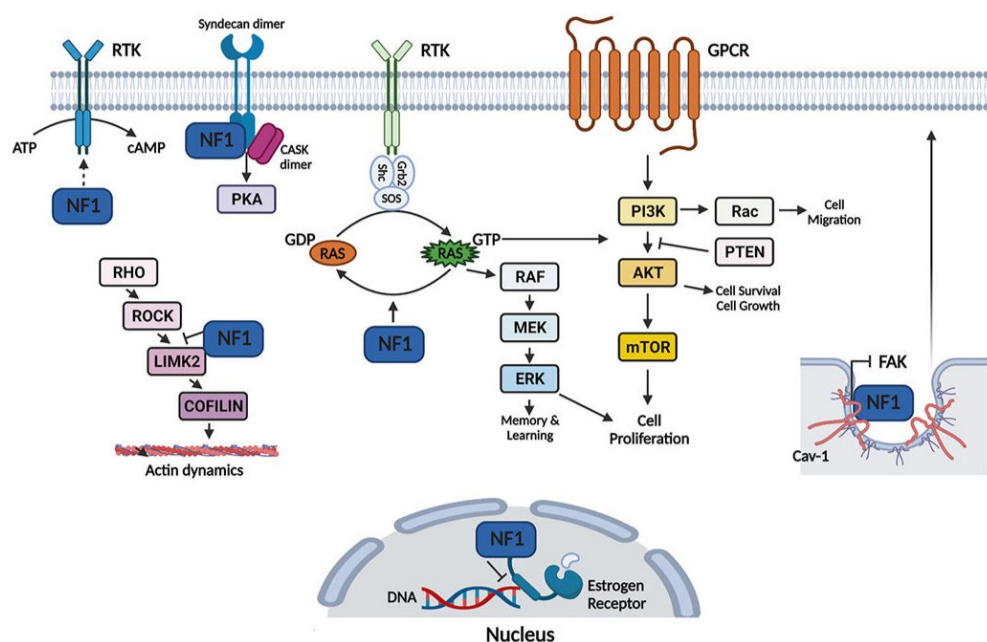 Syndecan dimer
RTK
RTK
GPCR
ATP
cAMP
NF1
CASK
dimer
NF1
PKA
Shc
Grb2
SOS
GDP
RAS
RAS
GTP
NF1
RAF
MEK
ERK
Memory &
Learning
PI3K
Rac
Cell
Migration
PTEN
AKT
Cell Survival
Cell Growth
mTOR
Cell
Proliferation
RHO
ROCK
NF1
LIMK2
COFILIN
Actin dynamics
FAK
NF1
Cav-1
NF1
DNA
Estrogen
Receptor
Nucleus